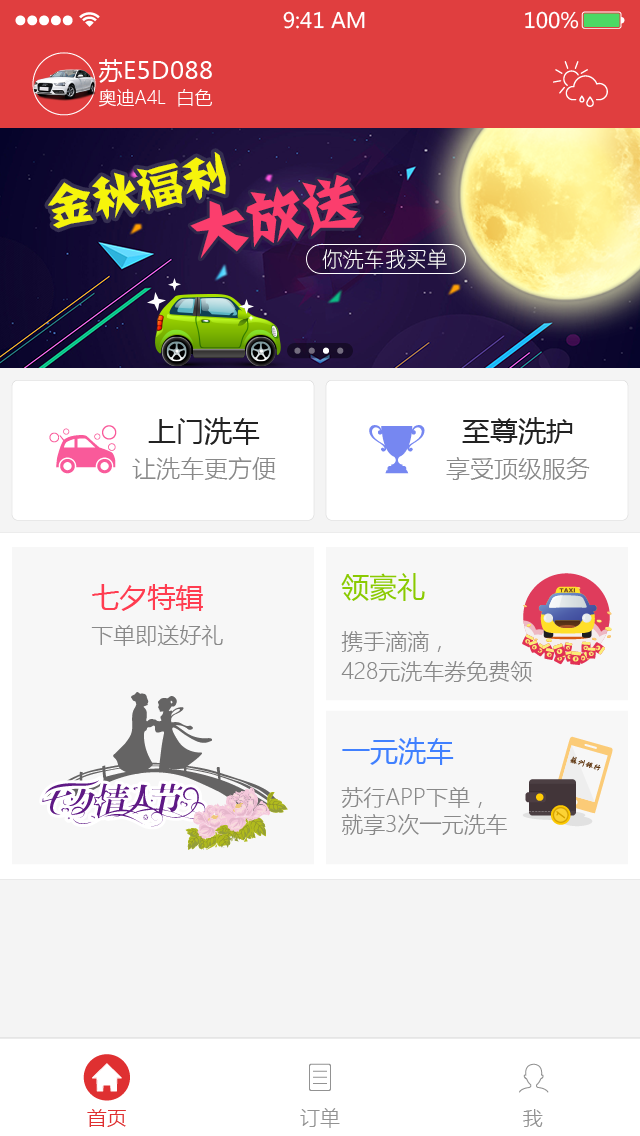 9:41 AM
100%
苏E5D088
奥迪A4L 白色
金秋福利
大放送
你洗车我买单
上门洗车
让洗车更方便
至尊洗护
享受顶级服务
七夕特辑
下单即送好礼
七夕情人节
领豪礼
携手滴滴，
428元洗车券免费领
TAXI
一元洗车
苏行APP下单，
就享3次一元洗车
苏州银行
首页
订单
我